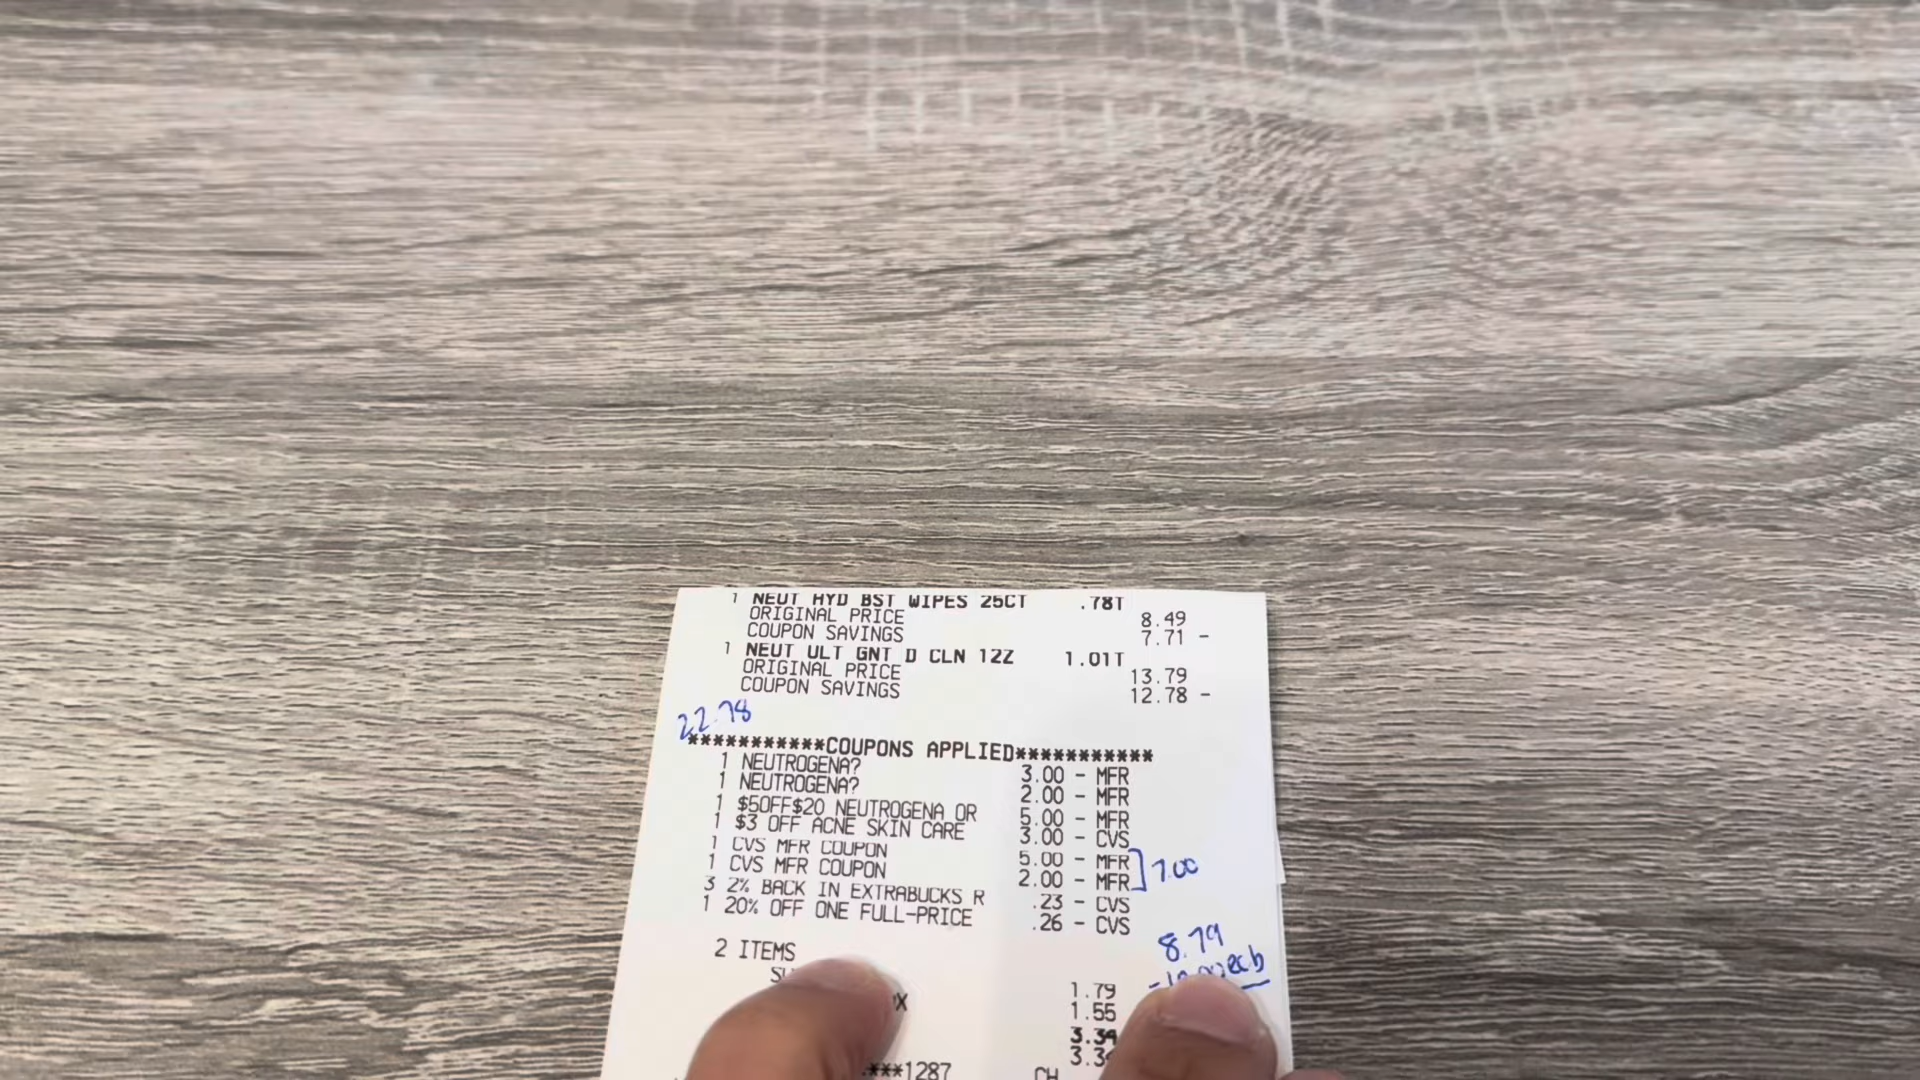 1 NEUT HYD BST WIPES 25CT .78T
ORIGINAL PRICE 8.49
COUPON SAVINGS 7.71 -
1 NEUT ULT GNT D CLN 12Z 1.01T
ORIGINAL PRICE 13.79
COUPON SAVINGS 12.78 -
22.78
***********COUPONS APPLIED***********
1 NEUTROGENA? 3.00 - MFR
1 NEUTROGENA? 2.00 - MFR
1 $5OFF$20 NEUTROGENA OR 5.00 - MFR
1 $3 OFF ACNE SKIN CARE 3.00 - CVS
1 CVS MFR COUPON 5.00 - MFR
1 CVS MFR COUPON 2.00 - MFR 7.00
3 2% BACK IN EXTRABUCKS R .23 - CVS
1 20% OFF ONE FULL-PRICE .26 - CVS
8.79
2 ITEMS
ecb
1.79
1.55
3.34
***1287 CH